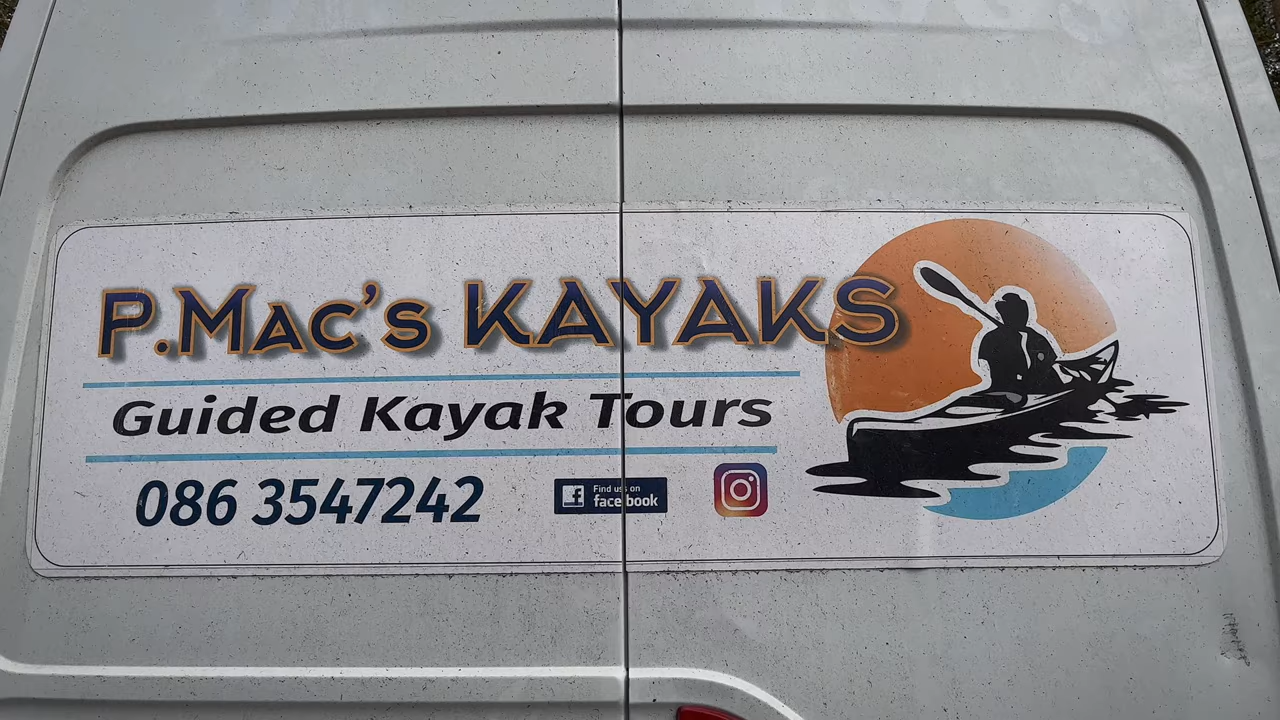 P.Mac's KAYAKS
Guided Kayak Tours
086 3547242
Find us on
facebook